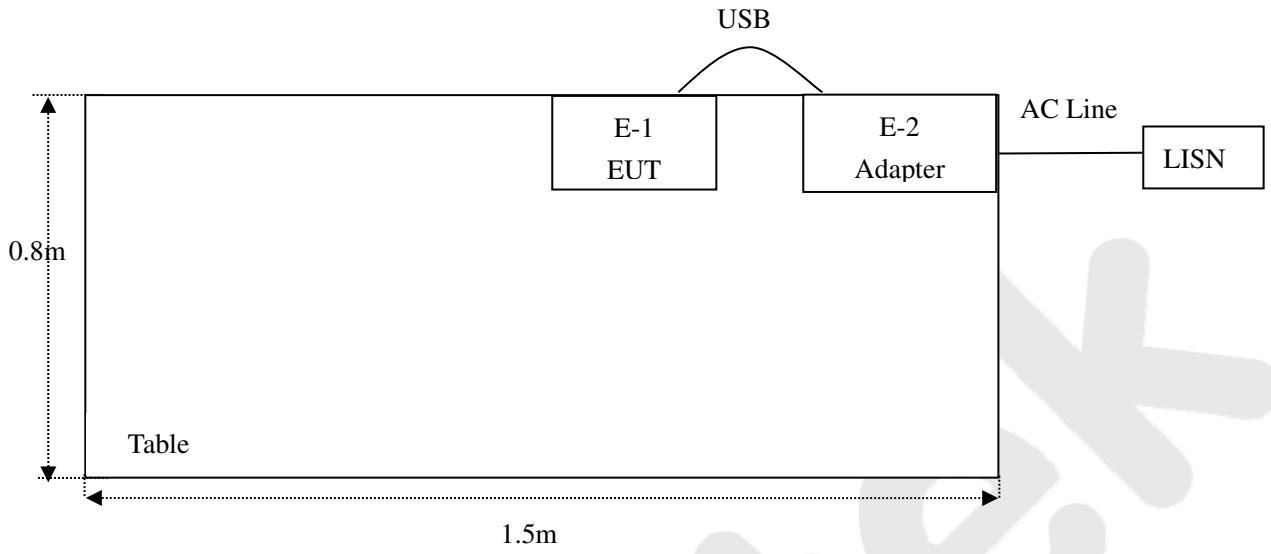 USB
E-1
EUT
E-2
Adapter
AC Line
LISN
0.8m
Table
1.5m